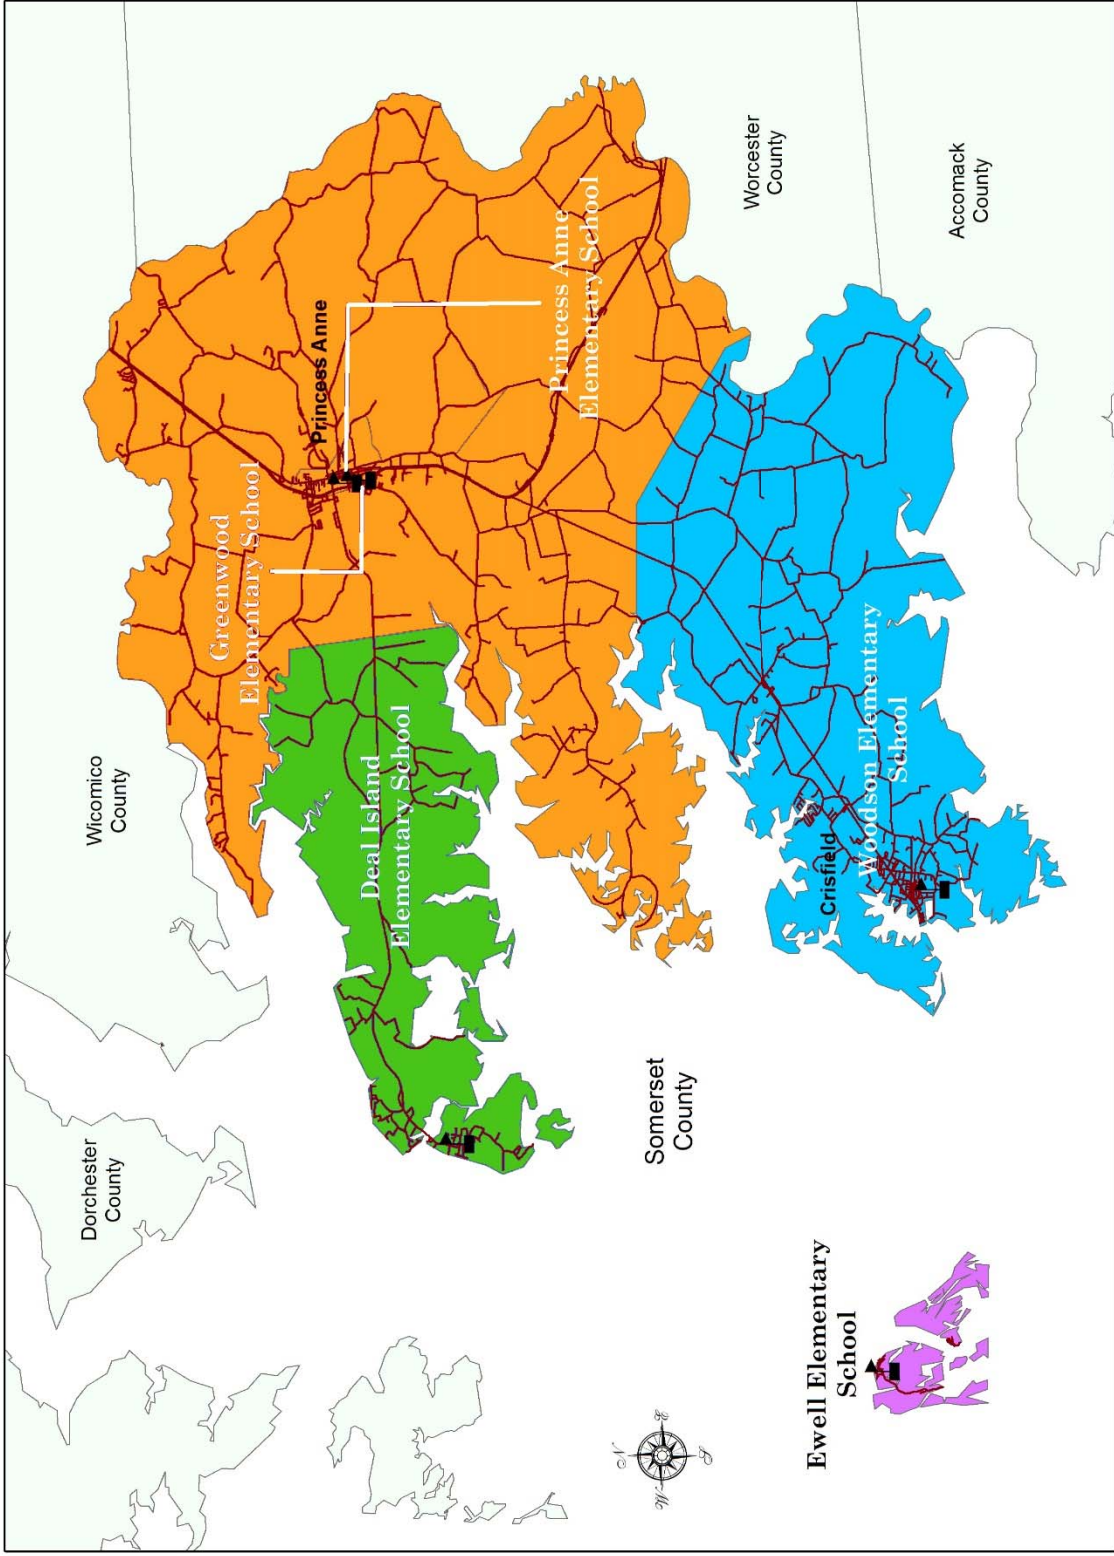 Dorchester
County
Wicomico
County
Greenwood
Elementary School
Princess Anne
Deal Island
Elementary School
Princess Anne
Elementary School
Worcester
County
Accomack
County
Somerset
County
Crisfield
Woodson Elementary
School
Ewell Elementary
School
N
W
E
S